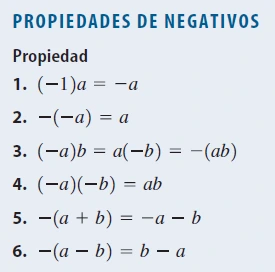 PROPIEDADES DE NEGATIVOS
Propiedad
1. (−1)a = −a
2. −(−a) = a
3. (−a)b = a(−b) = −(ab)
4. (−a)(−b) = ab
5. −(a + b) = −a − b
6. −(a − b) = b − a